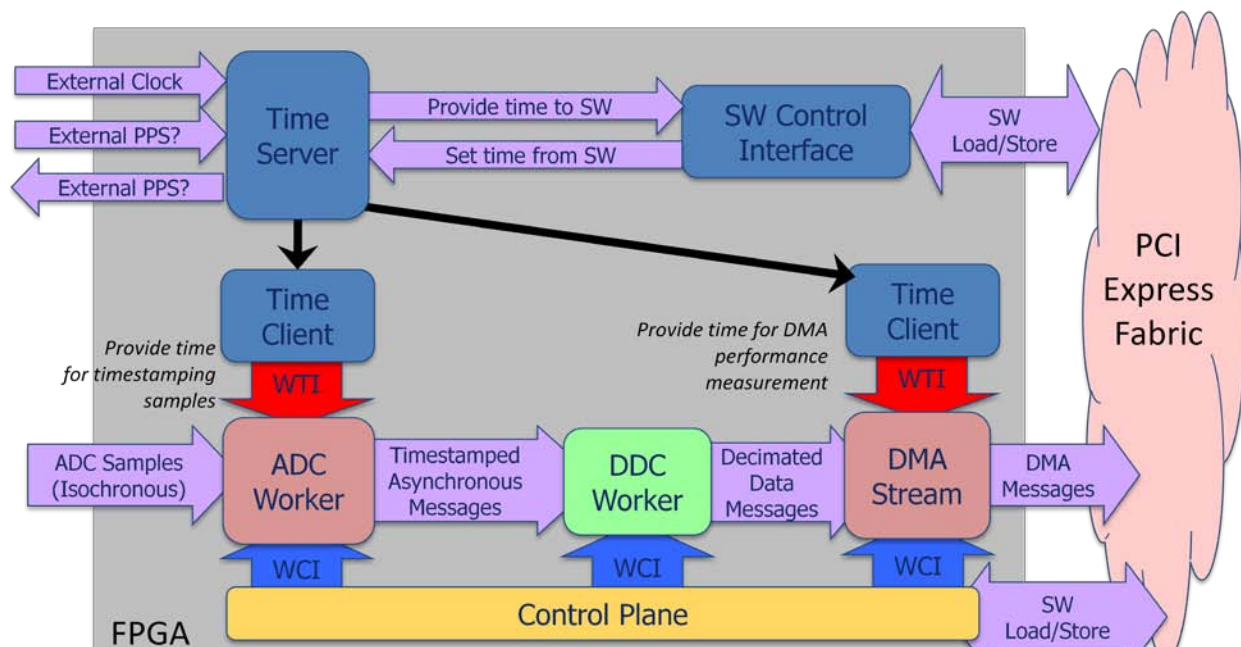 External Clock
External PPS?
External PPS?
Time
Server
Provide time to SW
Set time from SW
SW Control
Interface
SW
Load/Store
PCI
Express
Fabric
Time
Client
Provide time
for timestamping
samples
WTI
Provide time for DMA
performance
measurement
Time
Client
WTI
ADC Samples
(Isochronous)
ADC
Worker
Timestamped
Asynchronous
Messages
DDC
Worker
Decimated
Data
Messages
DMA
Stream
DMA
Messages
WCI
WCI
WCI
Control Plane
SW
Load/Store
FPGA